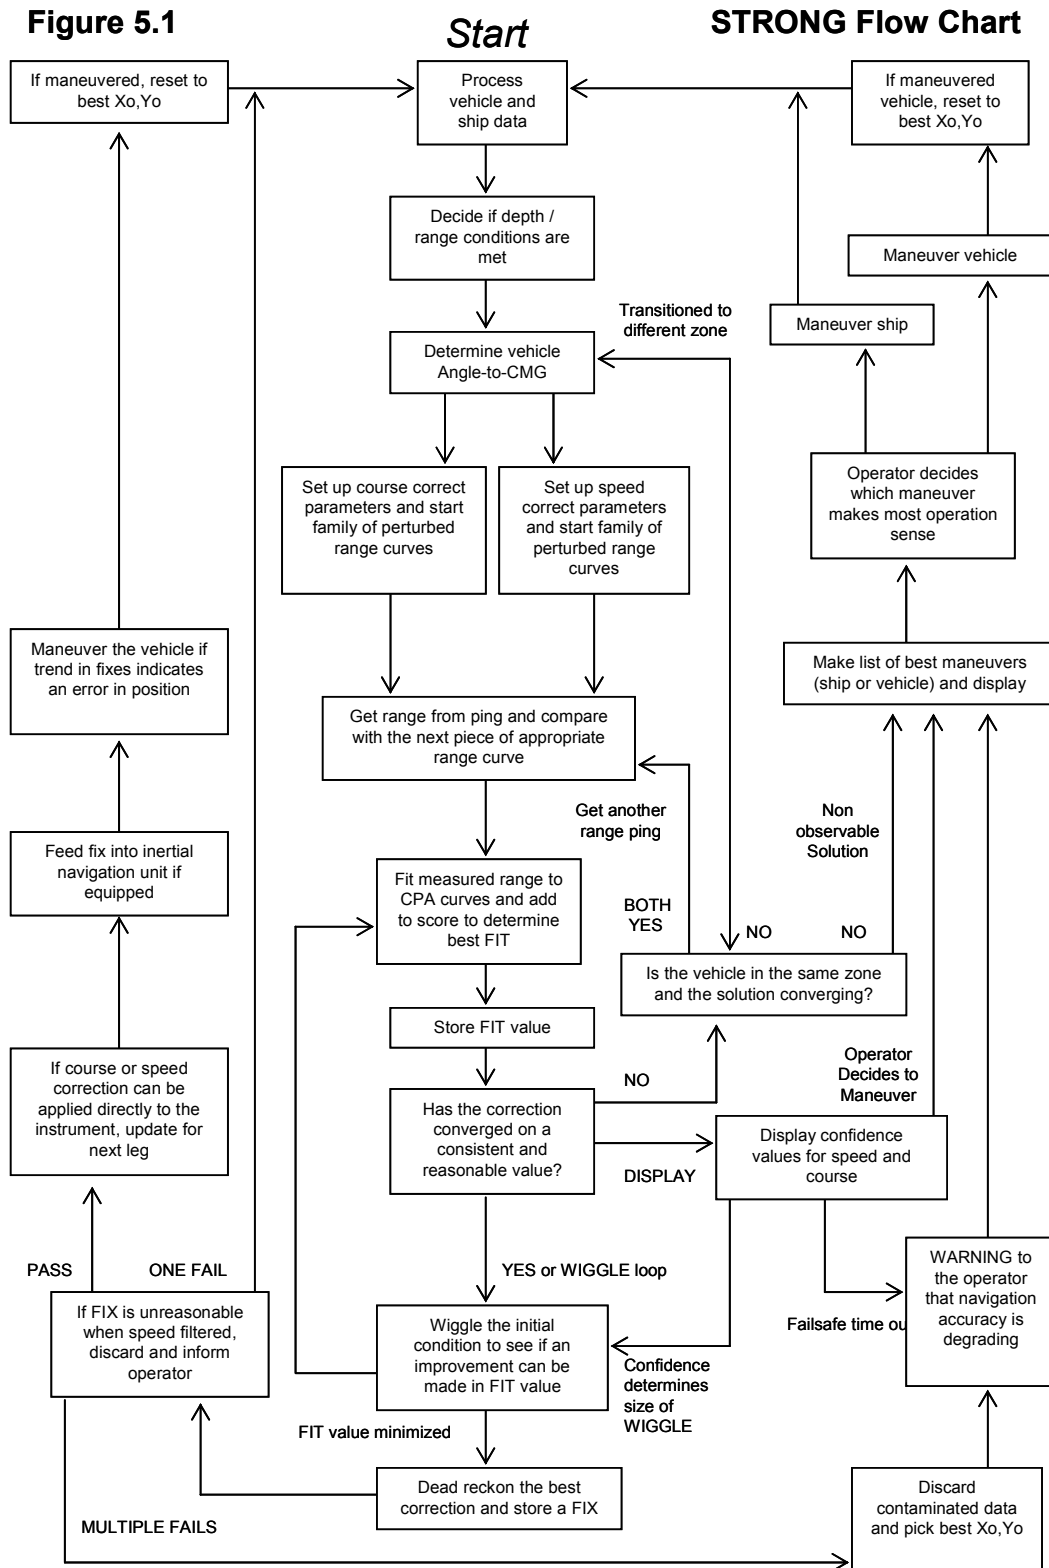 Figure 5.1
Start
STRONG Flow Chart
If maneuvered, reset to
best Xo,Yo
Process
vehicle and
ship data
If maneuvered
vehicle, reset to
best Xo,Yo
Decide if depth /
range conditions are
met
Maneuver vehicle
Transitioned to
different zone
Maneuver ship
Determine vehicle
Angle-to-CMG
Set up course correct
parameters and start
family of perturbed
range curves
Set up speed
correct parameters
and start family of
perturbed range
curves
Operator decides
which maneuver
makes most operation
sense
Maneuver the vehicle if
trend in fixes indicates
an error in position
Make list of best maneuvers
(ship or vehicle) and display
Get range from ping and compare
with the next piece of appropriate
range curve
Get another
range ping
Non
observable
Solution
Feed fix into inertial
navigation unit if
equipped
Fit measured range to
CPA curves and add
to score to determine
best FIT
BOTH
YES
NO
NO
Is the vehicle in the same zone
and the solution converging?
Store FIT value
If course or speed
correction can be
applied directly to the
instrument, update for
next leg
NO
Operator
Decides to
Maneuver
Has the correction
converged on a
consistent and
reasonable value?
DISPLAY
Display confidence
values for speed and
course
PASS
ONE FAIL
YES or WIGGLE loop
WARNING to
the operator
that navigation
accuracy is
degrading
If FIX is unreasonable
when speed filtered,
discard and inform
operator
Wiggle the initial
condition to see if an
improvement can be
made in FIT value
Failsafe time ou
Confidence
determines
size of
WIGGLE
FIT value minimized
Dead reckon the best
correction and store a FIX
Discard
contaminated data
and pick best Xo,Yo
MULTIPLE FAILS